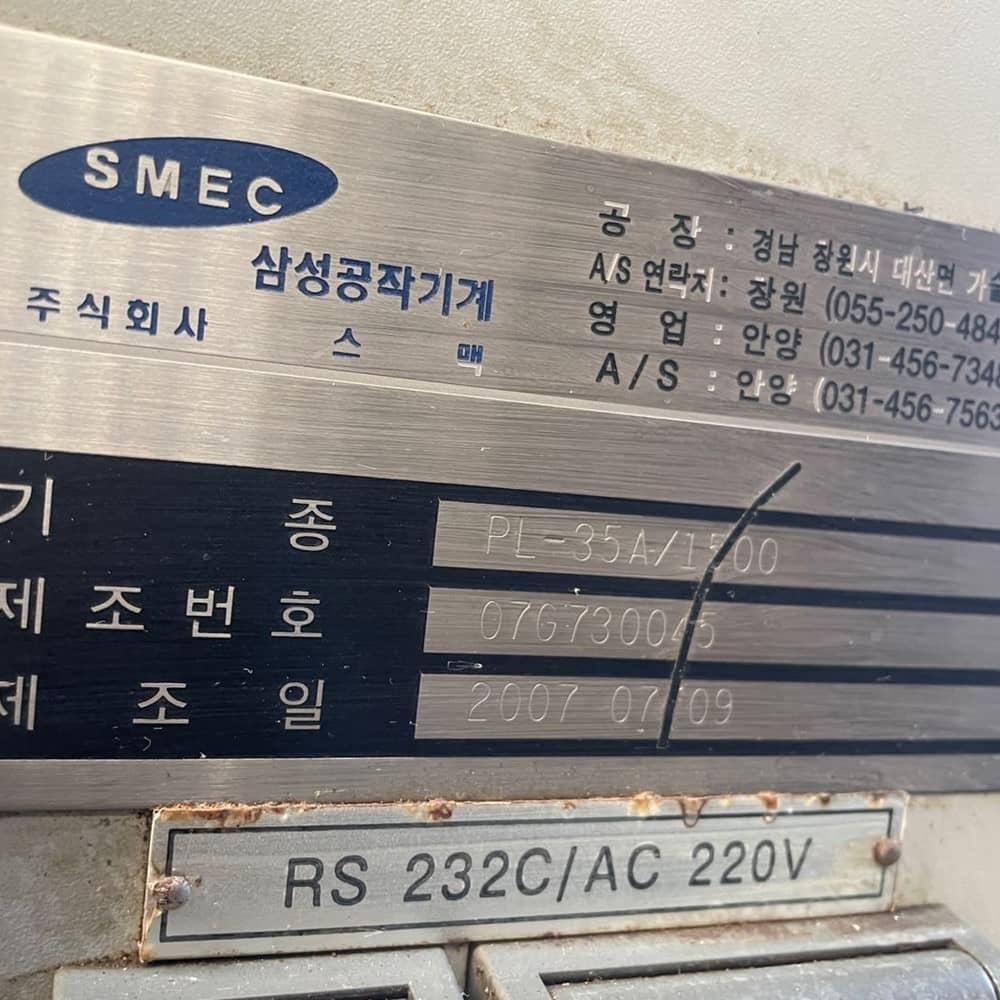 SMEC
삼성공작기계
주식회사 스맥
공 장 : 경남 창원시 대산면
A/S 연락처 : 창원 (055-250-484
영 업 : 안양 (031-456-734
A/S : 안양 (031-456-7563
기 종 PL-35A/1500
제조번호 07G730045
제 조 일 2007 07/09
RS 232C/AC 220V